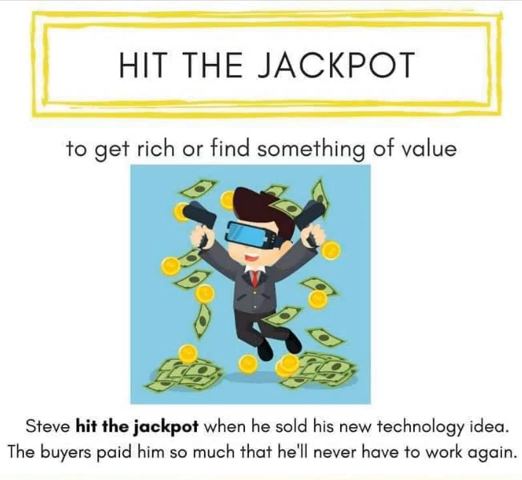 HIT THE JACKPOT
to get rich or find something of value
Steve hit the jackpot when he sold his new technology idea.
The buyers paid him so much that he'll never have to work again.